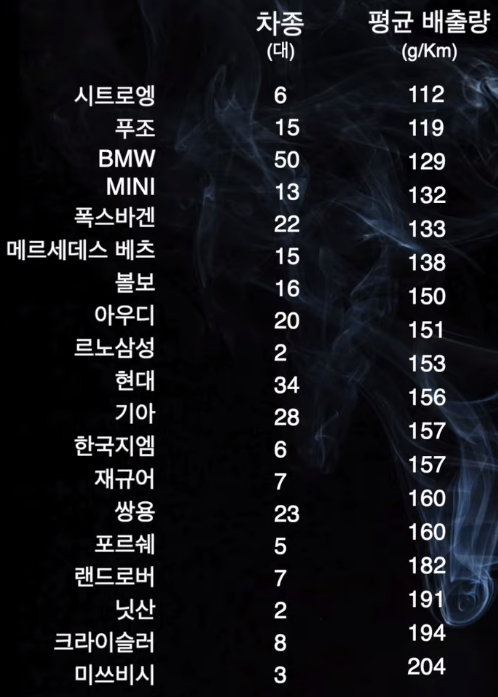 차종 평균 배출량
(대) (g/Km)
시트로엥 6 112
푸조 15 119
BMW 50 129
MINI 13 132
폭스바겐 22 133
메르세데스 베츠 15 138
볼보 16 150
아우디 20 151
르노삼성 2 153
현대 34 156
기아 28 157
한국지엠 6 157
재규어 7 160
쌍용 23 160
포르쉐 5 182
랜드로버 7 191
닛산 2 194
크라이슬러 8 204
미쓰비시 3